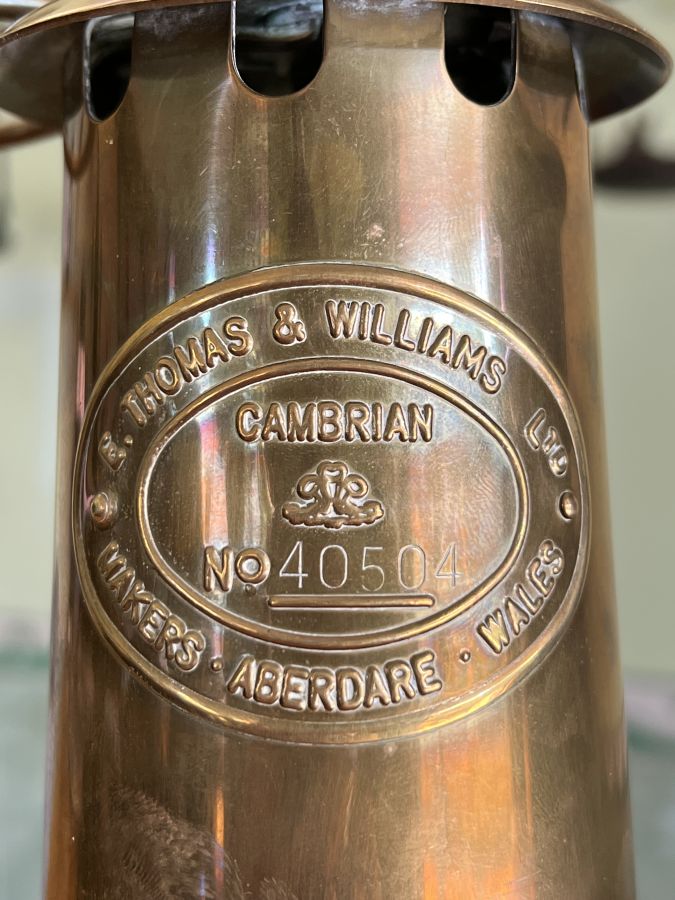 E. THOMAS & WILLIAMS LTD
CAMBRIAN
No 40504
MAKERS · ABERDARE · WALES